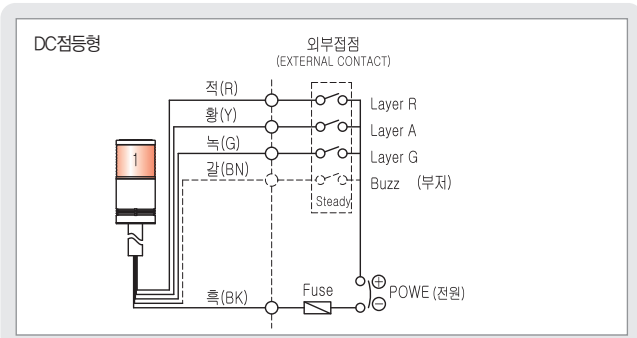 DC점등형
외부접점
(EXTERNAL CONTACT)
적(R)
Layer R
황(Y)
Layer A
녹(G)
Layer G
갈(BN)
Buzz (부저)
1
Steady
Fuse
⊕
POWE (전원)
⊖
흑(BK)